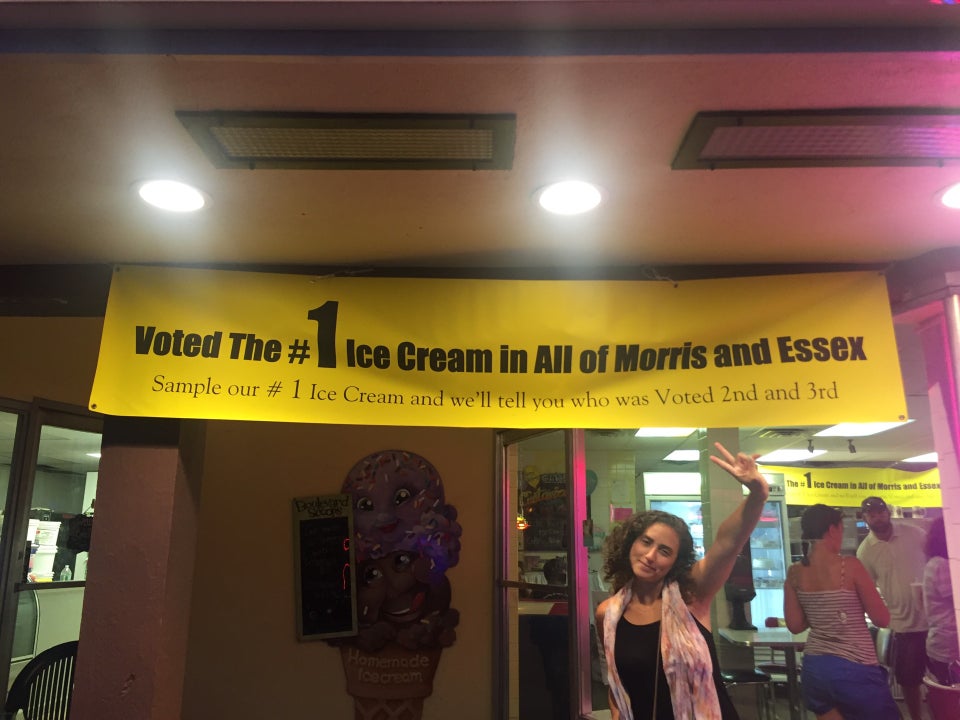 Voted The #1 Ice Cream in All of Morris and Essex
Sample our # 1 Ice Cream and we'll tell you who was Voted 2nd and 3rd
The #1 Ice Cream in All of Morris and Essex
Boulevard
Scoops
Homemade
Ice cream